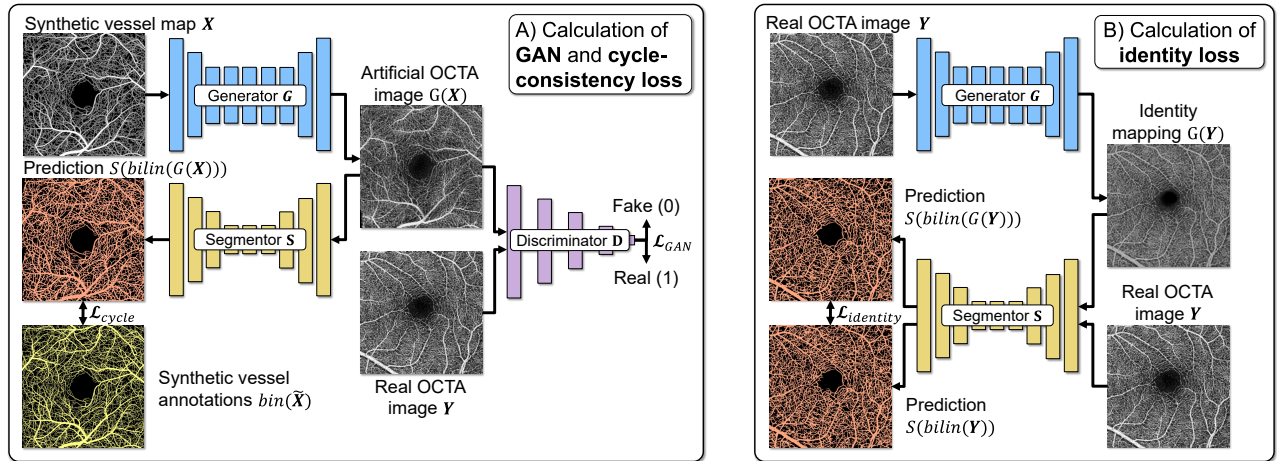 Synthetic vessel map X
Generator G
Artificial OCTA
image G(X)
A) Calculation of
GAN and cycle-
consistency loss
Prediction S(bilin(G(X)))
Segmentor S
Fake (0)
Discriminator D
ℒGAN
Real (1)
ℒcycle
Synthetic vessel
annotations bin(X̃)
Real OCTA
image Y
Real OCTA image Y
Generator G
B) Calculation of
identity loss
Identity
mapping G(Y)
Prediction
S(bilin(G(Y)))
ℒidentity
Segmentor S
Real OCTA
image Y
Prediction
S(bilin(Y))